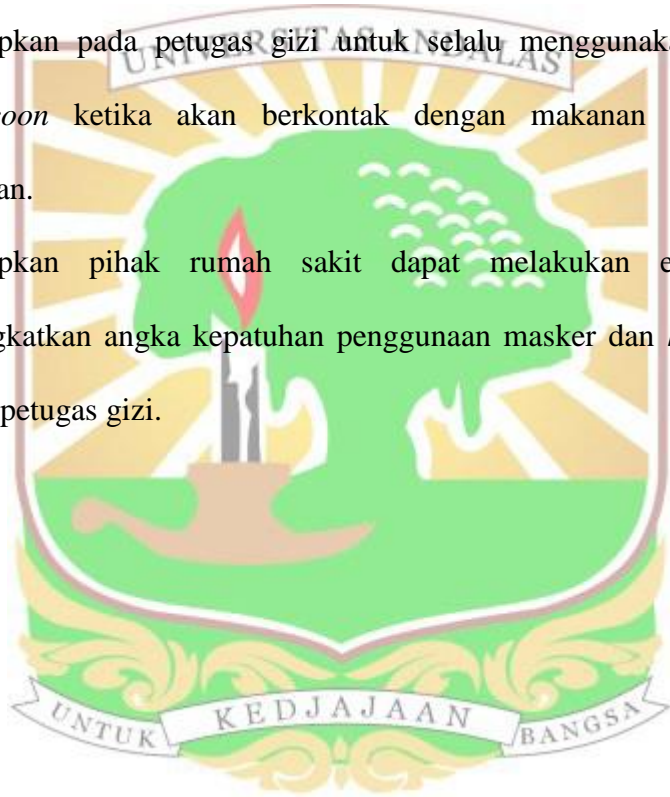 pkan pada petugas gizi untuk selalu menggunaka
UNIVERSITAS ANDALAS
oon ketika akan berkontak dengan makanan
an.
pkan pihak rumah sakit dapat melakukan e
gkatkan angka kepatuhan penggunaan masker dan
petugas gizi.
UNTUK KEDJAJAAN BANGSA